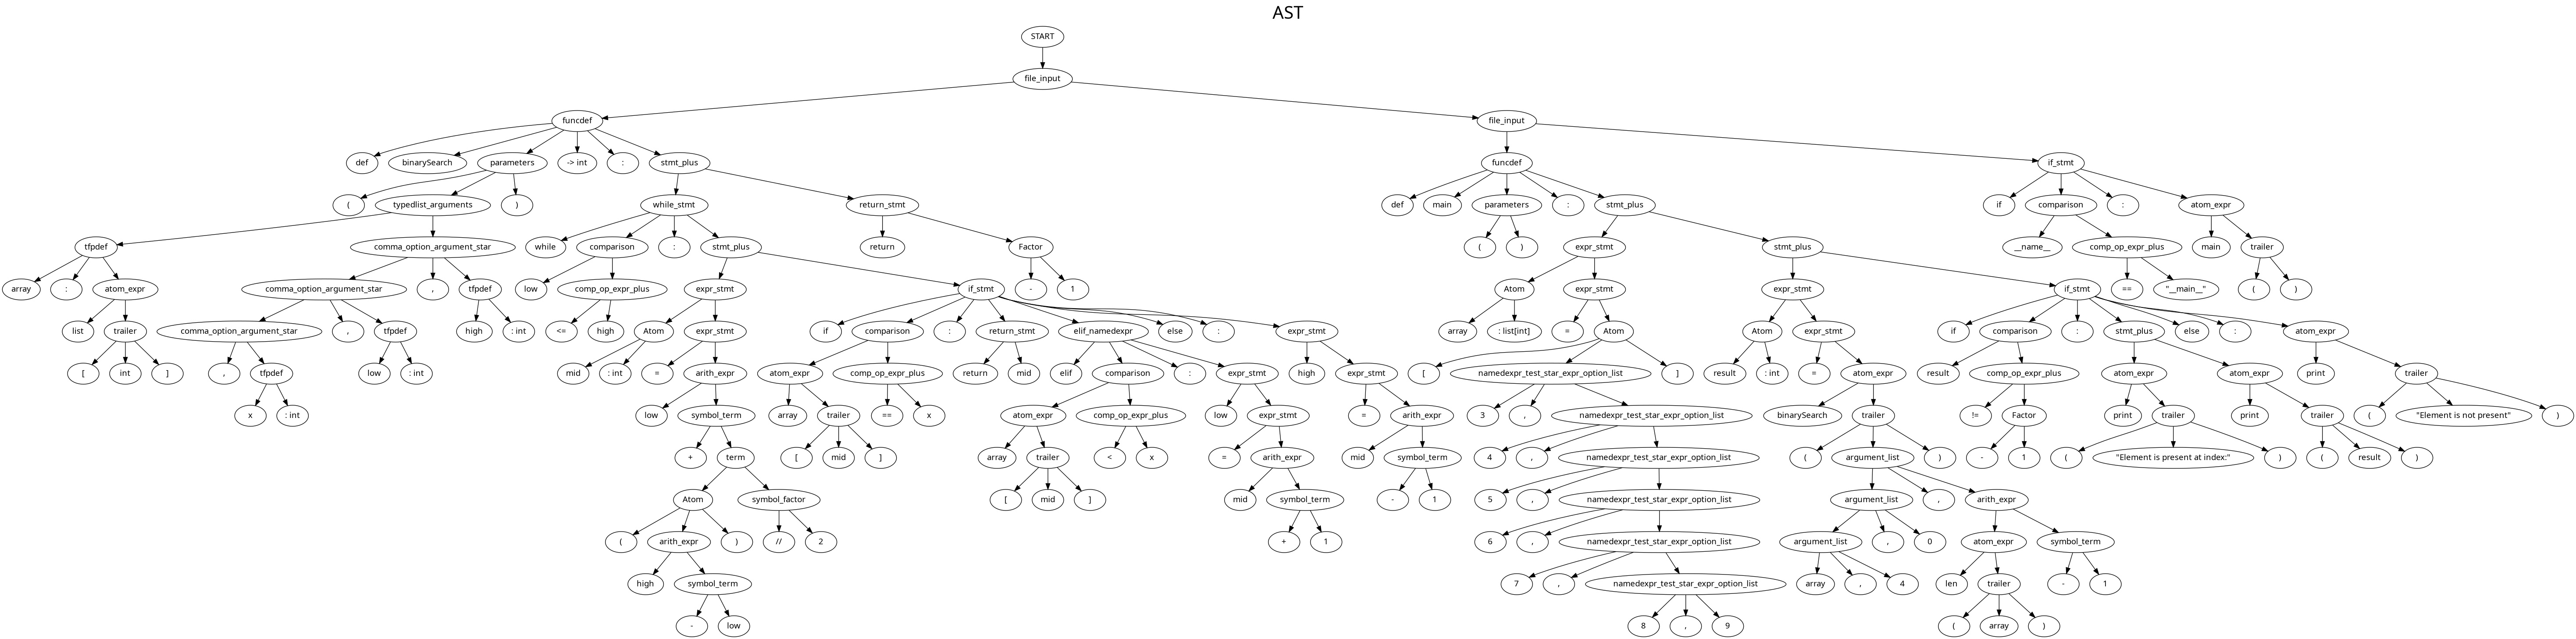 AST
START
file_input
funcdef file_input
def binarySearch parameters -> int : stmt_plus funcdef if_stmt
( typedlist_arguments ) while_stmt return_stmt def main parameters : stmt_plus if comparison : atom_expr
tfpdef comma_option_argument_star while comparison : stmt_plus return Factor ( ) expr_stmt stmt_plus __name__ comp_op_expr_plus main trailer
array : atom_expr comma_option_argument_star , tfpdef low comp_op_expr_plus expr_stmt if_stmt - 1 Atom expr_stmt expr_stmt if_stmt == "__main__" ( )
list trailer comma_option_argument_star , tfpdef high : int <= high Atom expr_stmt if comparison : return_stmt elif_namedexpr else : expr_stmt array : list[int] = Atom Atom expr_stmt if comparison : stmt_plus else : atom_expr
[ int ] , tfpdef low : int mid : int = arith_expr atom_expr comp_op_expr_plus return mid elif comparison : expr_stmt high expr_stmt [ namedexpr_test_star_expr_option_list ] result : int = atom_expr result comp_op_expr_plus atom_expr atom_expr print trailer
x : int low symbol_term array trailer == x atom_expr comp_op_expr_plus low expr_stmt = arith_expr 3 , namedexpr_test_star_expr_option_list binarySearch trailer != Factor print trailer print trailer ( "Element is not present" )
+ term [ mid ] array trailer < x = arith_expr mid symbol_term 4 , namedexpr_test_star_expr_option_list ( argument_list ) - 1 ( "Element is present at index:" ) ( result )
Atom symbol_factor [ mid ] mid symbol_term - 1 5 , namedexpr_test_star_expr_option_list argument_list , arith_expr
( arith_expr ) // 2 + 1 6 , namedexpr_test_star_expr_option_list argument_list , 0 atom_expr symbol_term
high symbol_term 7 , namedexpr_test_star_expr_option_list array , 4 len trailer - 1
- low 8 , 9 ( array )